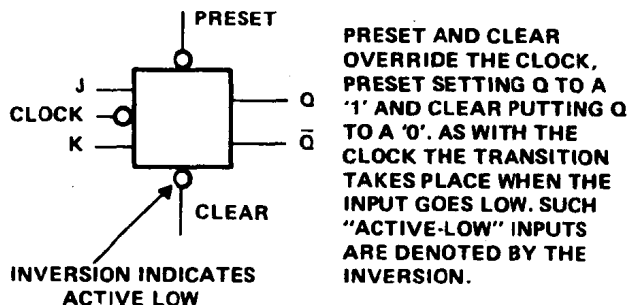 PRESET
J
CLOCK
K
Q
Q̅
CLEAR
INVERSION INDICATES
ACTIVE LOW
PRESET AND CLEAR
OVERRIDE THE CLOCK,
PRESET SETTING Q TO A
'1' AND CLEAR PUTTING Q
TO A '0'. AS WITH THE
CLOCK THE TRANSITION
TAKES PLACE WHEN THE
INPUT GOES LOW. SUCH
"ACTIVE-LOW" INPUTS
ARE DENOTED BY THE
INVERSION.